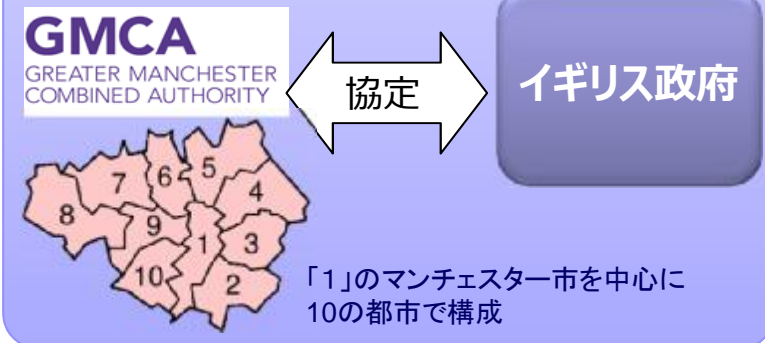 GMCA
GREATER MANCHESTER
COMBINED AUTHORITY
協定
イギリス政府
7
6
5
4
8
9
1
3
10
2
「１」のマンチェスター市を中心に
10の都市で構成